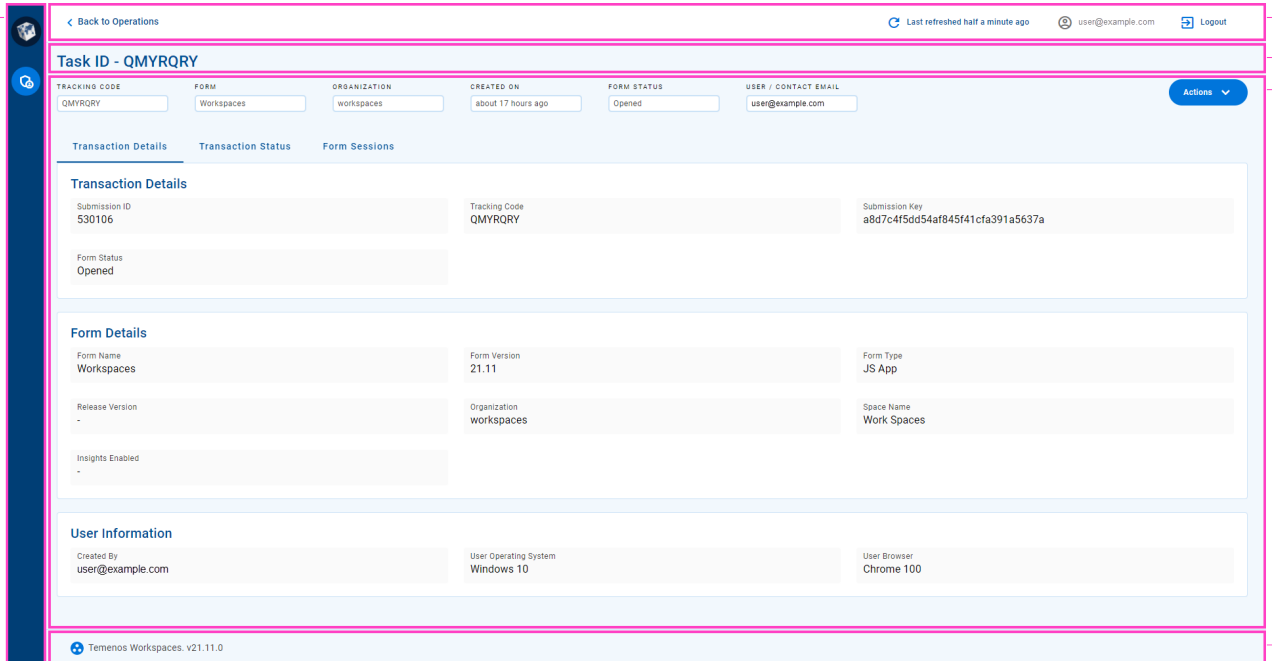 Back to Operations
Last refreshed half a minute ago
user@example.com
Logout
Task ID - QMYRQRY
TRACKING CODE
QMYRQRY
FORM
Workspaces
ORGANIZATION
workspaces
CREATED ON
about 17 hours ago
FORM STATUS
Opened
USER / CONTACT EMAIL
user@example.com
Actions
Transaction Details
Transaction Status
Form Sessions
Transaction Details
Submission ID
530106
Tracking Code
QMYRQRY
Submission Key
a8d7c4f5dd54af845f41cfa391a5637a
Form Status
Opened
Form Details
Form Name
Workspaces
Form Version
21.11
Form Type
JS App
Release Version
-
Organization
workspaces
Space Name
Work Spaces
Insights Enabled
-
User Information
Created By
user@example.com
User Operating System
Windows 10
User Browser
Chrome 100
Temenos Workspaces. v21.11.0